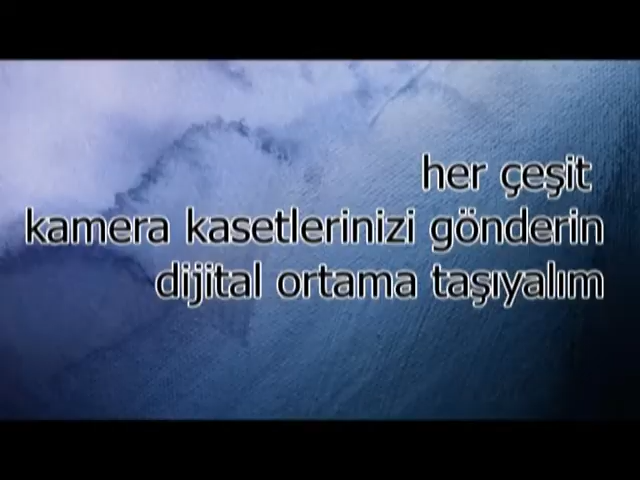 her çeşit
kamera kasetlerinizi gönderin
dijital ortama taşıyalım